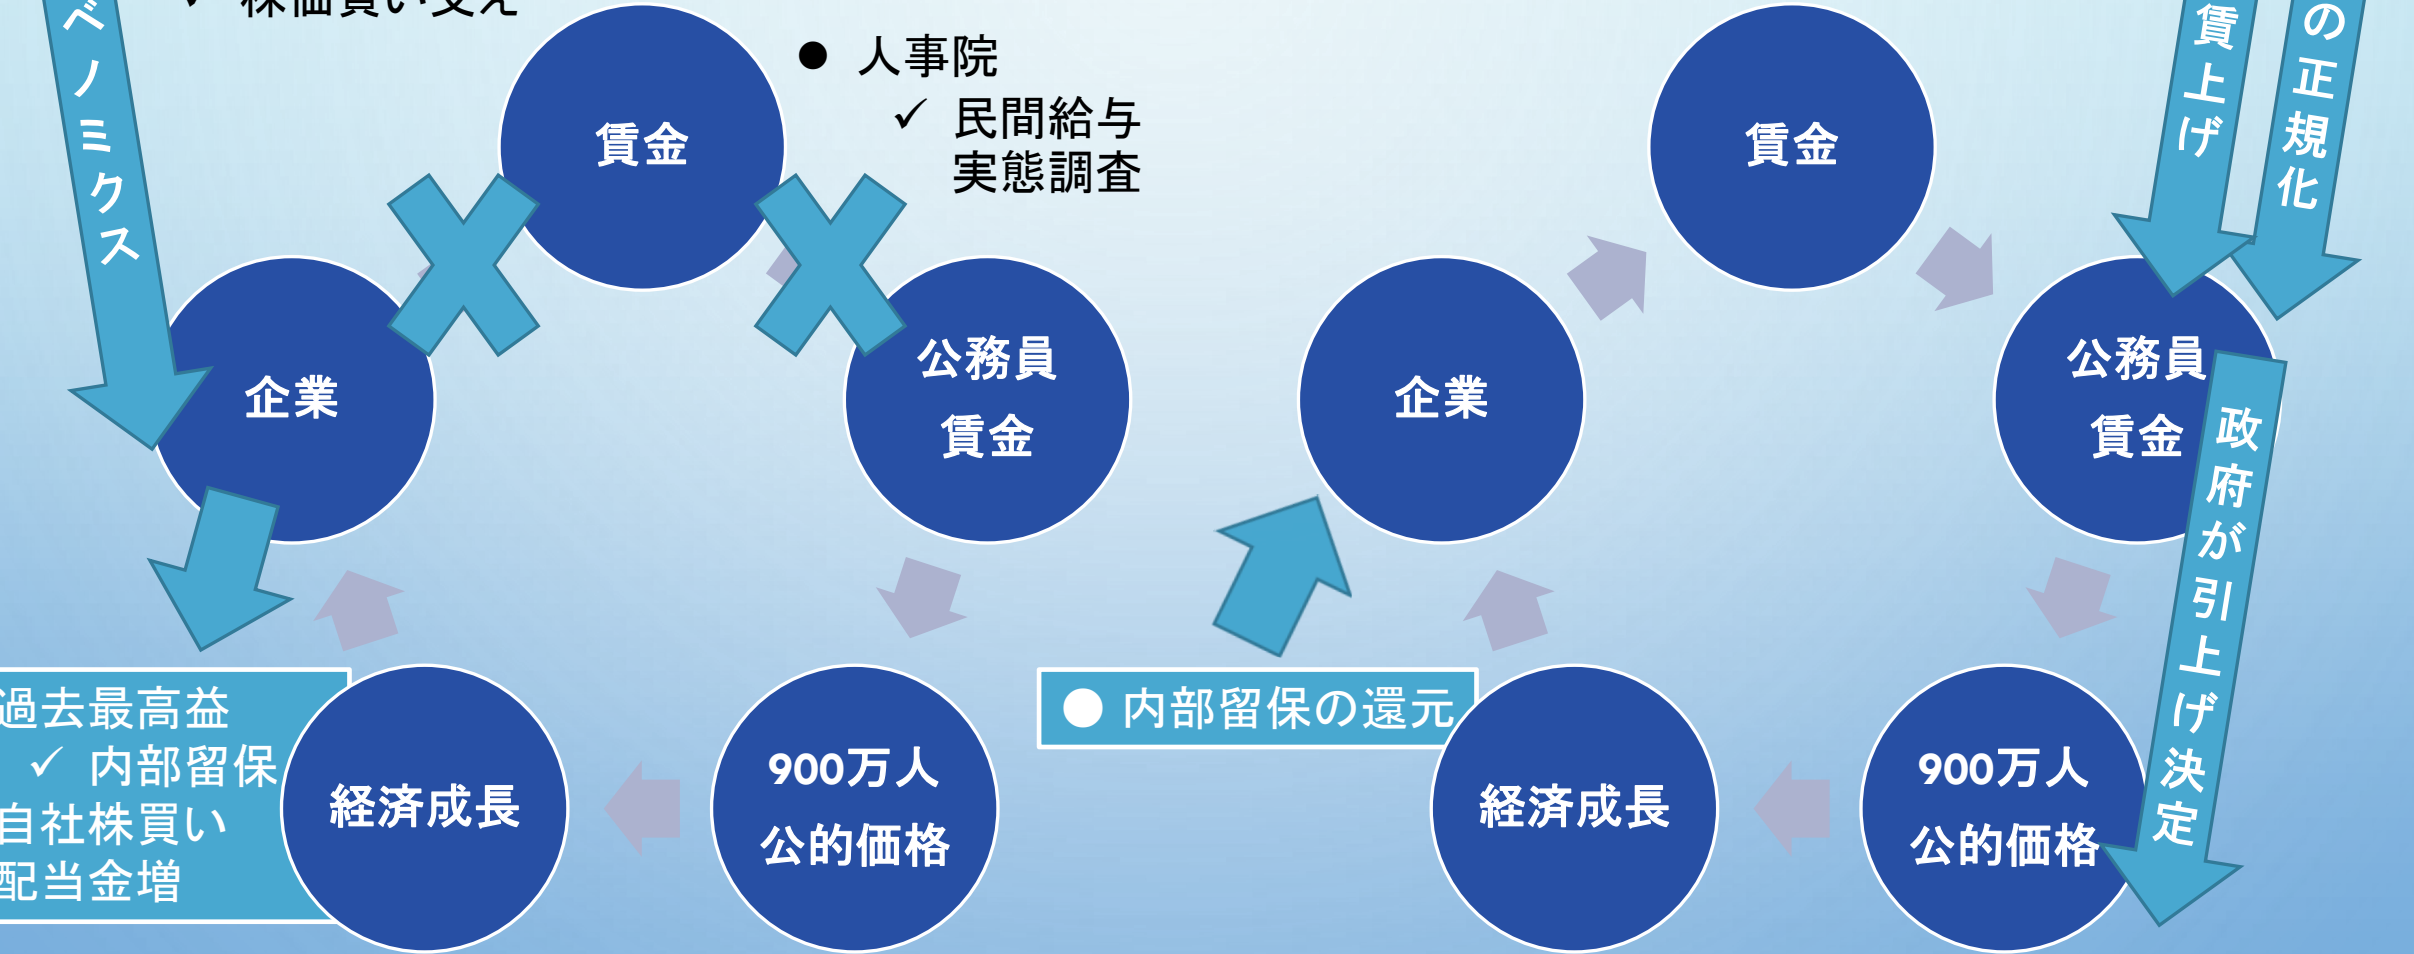 株価買い支え
ベノミクス
● 人事院
✓ 民間給与
実態調査
賃金
企業
公務員
賃金
過去最高益
✓ 内部留保
自社株買い
配当金増
経済成長
900万人
公的価格
賃金
賃上げ
の正規化
企業
公務員
賃金
政府が引上げ決定
● 内部留保の還元
経済成長
900万人
公的価格